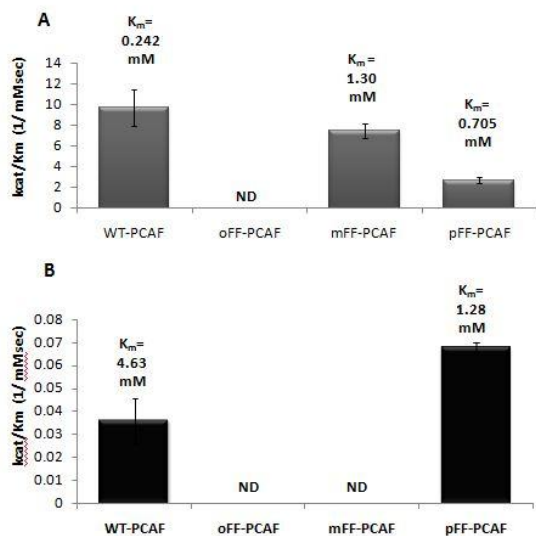 A
kcat/Km (1/ mMsec)
14
12
10
8
6
4
2
0
Km=
0.242
mM
ND
Km=
1.30
mM
Km=
0.705
mM
WT-PCAF oFF-PCAF mFF-PCAF pFF-PCAF
B
kcat/Km (1/ mMsec)
0.08
0.07
0.06
0.05
0.04
0.03
0.02
0.01
0
Km=
4.63
mM
ND
ND
Km=
1.28
mM
WT-PCAF oFF-PCAF mFF-PCAF pFF-PCAF